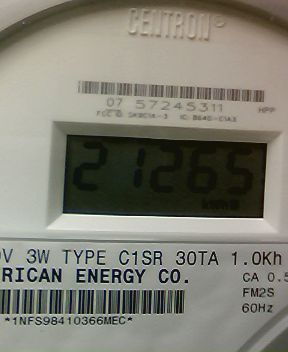 CENTRON®
07 57245311
HPP
FCC ID: SK9C1A-3 IC: 864G-C1A3
21265
kWh
V 3W TYPE C1SR 30TA 1.0Kh
RICAN ENERGY CO.
CA 0.5
FM2S
60Hz
*1NFS98410366MEC*